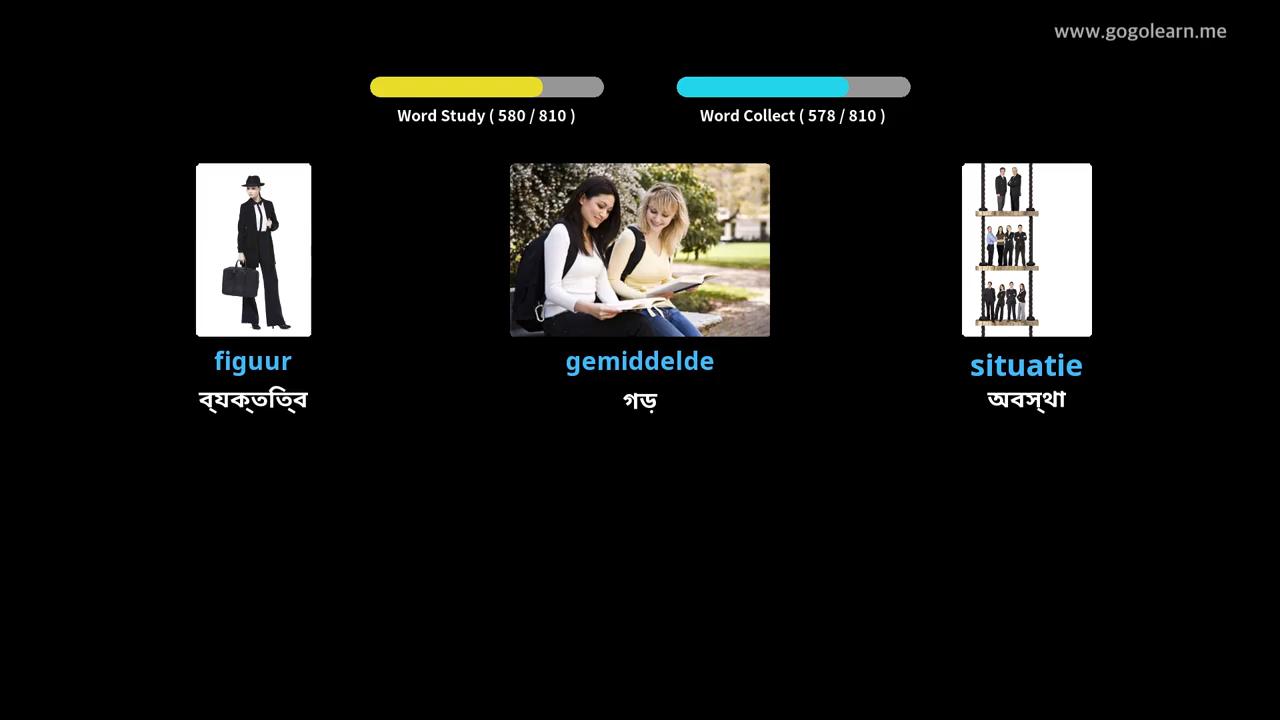 www.gogolearn.me
Word Study ( 580 / 810 )
Word Collect ( 578 / 810 )
figuur
gemiddelde
situatie
ব্যক্তিত্বি
গড়
অবস্থা